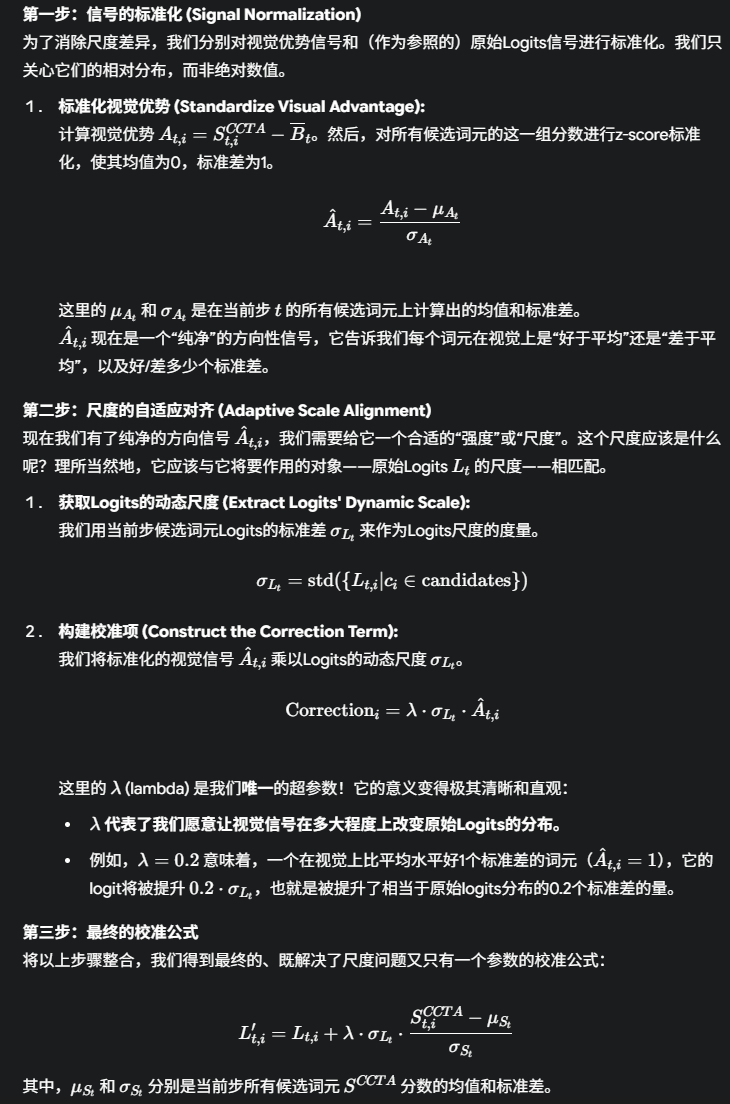 第一步：信号的标准化 (Signal Normalization)
为了消除尺度差异，我们分别对视觉优势信号和（作为参照的）原始Logits信号进行标准化。我们只
关心它们的相对分布，而非绝对数值。
1. 标准化视觉优势 (Standardize Visual Advantage):
计算视觉优势 $A_{t,i} = S_{t,i}^{CCTA} - \overline{B}_t$。然后，对所有候选词元的这一组分数进行z-score标准
化，使其均值为0，标准差为1。
$\hat{A}_{t,i} = \frac{A_{t,i} - \mu_{A_t}}{\sigma_{A_t}}$
这里的 $\mu_{A_t}$ 和 $\sigma_{A_t}$ 是在当前步 $t$ 的所有候选词元上计算出的均值和标准差。
$\hat{A}_{t,i}$ 现在是一个“纯净”的方向性信号，它告诉我们每个词元在视觉上是“好于平均”还是“差于平
均”，以及好/差多少个标准差。
第二步：尺度的自适应对齐 (Adaptive Scale Alignment)
现在我们有了纯净的方向信号 $\hat{A}_{t,i}$，我们需要给它一个合适的“强度”或“尺度”。这个尺度应该是什么
呢？理所当然地，它应该与它将要作用的对象——原始Logits $L_t$ 的尺度——相匹配。
1. 获取Logits的动态尺度 (Extract Logits' Dynamic Scale):
我们用当前步候选词元Logits的标准差 $\sigma_{L_t}$ 来作为Logits尺度的度量。
$\sigma_{L_t} = \text{std}(\{L_{t,i} | c_i \in \text{candidates}\})$
2. 构建校准项 (Construct the Correction Term):
我们将标准化的视觉信号 $\hat{A}_{t,i}$ 乘以Logits的动态尺度 $\sigma_{L_t}$。
$\text{Correction}_i = \lambda \cdot \sigma_{L_t} \cdot \hat{A}_{t,i}$
这里的 $\lambda$ (lambda) 是我们唯一的超参数！它的意义变得极其清晰和直观：
• $\lambda$ 代表了我们愿意让视觉信号在多大程度上改变原始Logits的分布。
• 例如，$\lambda = 0.2$ 意味着，一个在视觉上比平均水平好1个标准差的词元（$\hat{A}_{t,i} = 1$），它的
logit将被提升 $0.2 \cdot \sigma_{L_t}$，也就是被提升了相当于原始logits分布的0.2个标准差的量。
第三步：最终的校准公式
将以上步骤整合，我们得到最终的、既解决了尺度问题又只有一个参数的校准公式：
$L'_{t,i} = L_{t,i} + \lambda \cdot \sigma_{L_t} \cdot \frac{S_{t,i}^{CCTA} - \mu_{S_t}}{\sigma_{S_t}}$
其中，$\mu_{S_t}$ 和 $\sigma_{S_t}$ 分别是当前步所有候选词元 $S^{CCTA}$ 分数的均值和标准差。